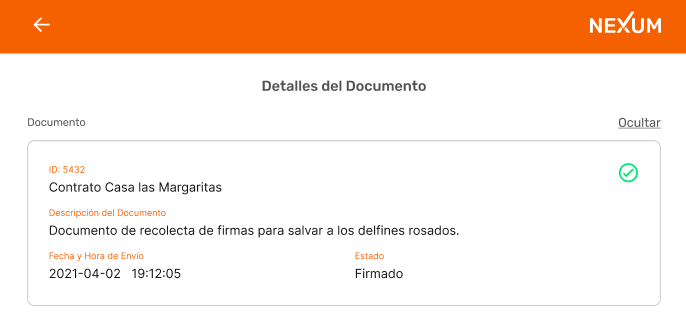 NEXUM
Detalles del Documento
Documento Ocultar
ID: 5432
Contrato Casa las Margaritas
Descripción del Documento
Documento de recolecta de firmas para salvar a los delfines rosados.
Fecha y Hora de Envío Estado
2021-04-02 19:12:05 Firmado